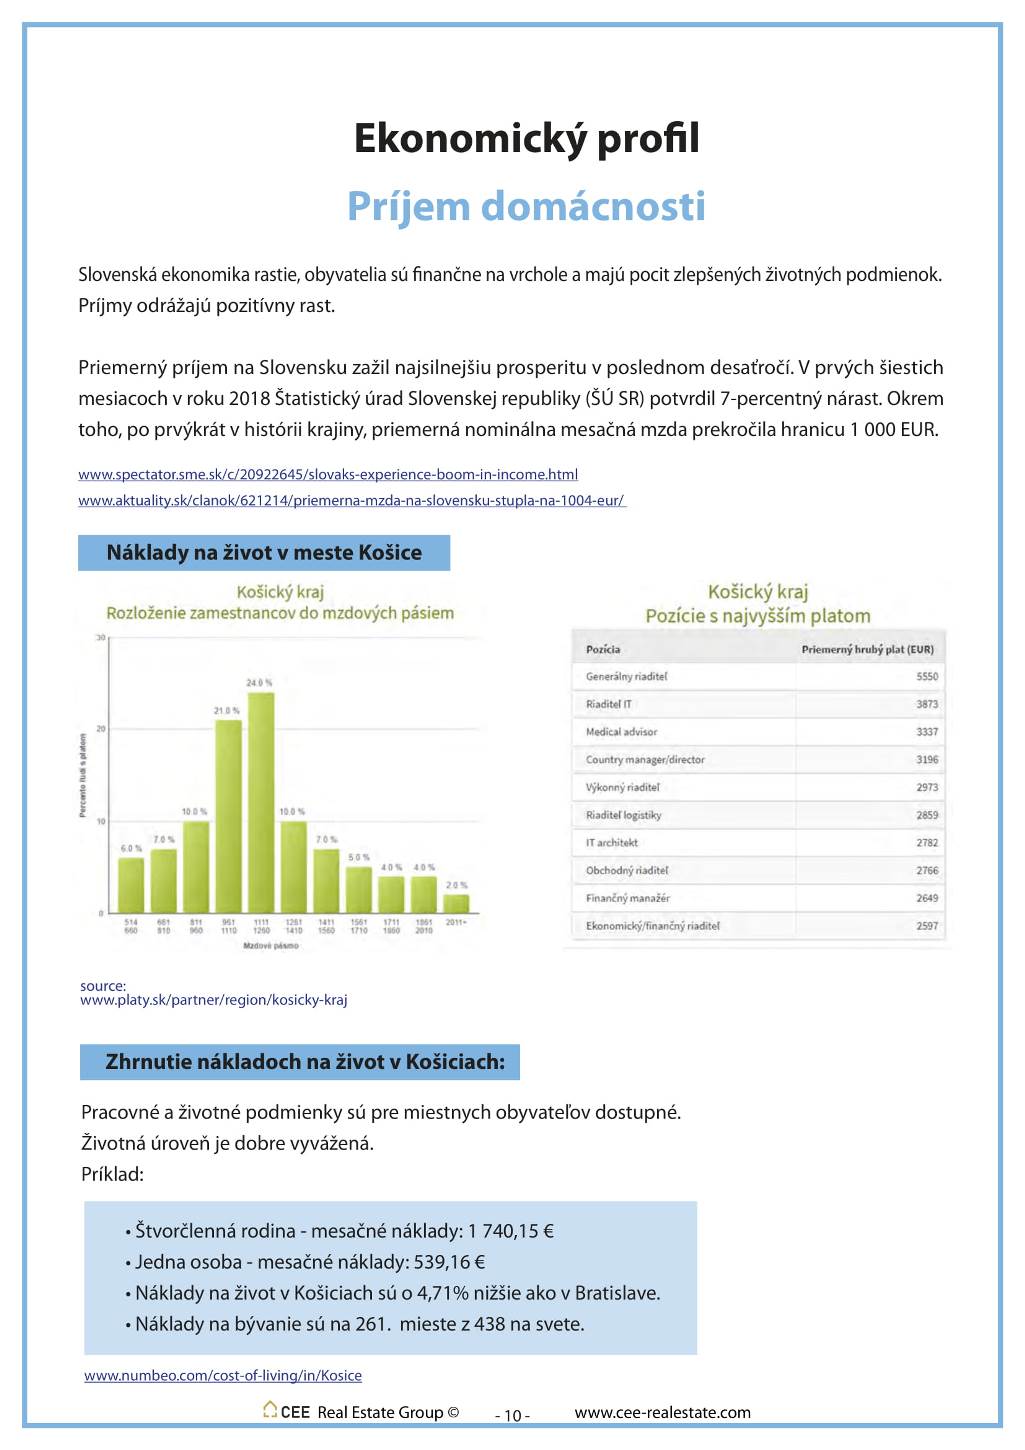 Ekonomický profil
Príjem domácnosti
Slovenská ekonomika rastie, obyvatelia sú finančne na vrchole a majú pocit zlepšených životných podmienok.
Príjmy odrážajú pozitívny rast.
Priemerný príjem na Slovensku zažil najsilnejšiu prosperitu v poslednom desaťročí. V prvých šiestich
mesiacoch v roku 2018 Štatistický úrad Slovenskej republiky (ŠÚ SR) potvrdil 7-percentný nárast. Okrem
toho, po prvýkrát v histórii krajiny, priemerná nominálna mesačná mzda prekročila hranicu 1 000 EUR.
www.spectator.sme.sk/c/20922645/slovaks-experience-boom-in-income.html
www.aktuality.sk/clanok/621214/priemerna-mzda-na-slovensku-stupla-na-1004-eur/
Náklady na život v meste Košice
Košický kraj
Rozloženie zamestnancov do mzdových pásiem
Percento ľudí s platom
30
20
10
0
6.0 %
7.0 %
10.0 %
21.0 %
24.0 %
10.0 %
7.0 %
5.0 %
4.0 %
4.0 %
2.0 %
514 661 811 961 1111 1261 1411 1561 1711 1861 2011+
660 810 960 1110 1260 1410 1560 1710 1860 2010
Mzdové pásmo
Košický kraj
Pozície s najvyšším platom
Pozícia Priemerný hrubý plat (EUR)
Generálny riaditeľ 5550
Riaditeľ IT 3873
Medical advisor 3337
Country manager/director 3196
Výkonný riaditeľ 2973
Riaditeľ logistiky 2859
IT architekt 2782
Obchodný riaditeľ 2766
Finančný manažér 2649
Ekonomický/finančný riaditeľ 2597
source:
www.platy.sk/partner/region/kosicky-kraj
Zhrnutie nákladoch na život v Košiciach:
Pracovné a životné podmienky sú pre miestnych obyvateľov dostupné.
Životná úroveň je dobre vyvážená.
Príklad:
• Štvorčlenná rodina - mesačné náklady: 1 740,15 €
• Jedna osoba - mesačné náklady: 539,16 €
• Náklady na život v Košiciach sú o 4,71% nižšie ako v Bratislave.
• Náklady na bývanie sú na 261. mieste z 438 na svete.
www.numbeo.com/cost-of-living/in/Kosice
CEE Real Estate Group © - 10 - www.cee-realestate.com